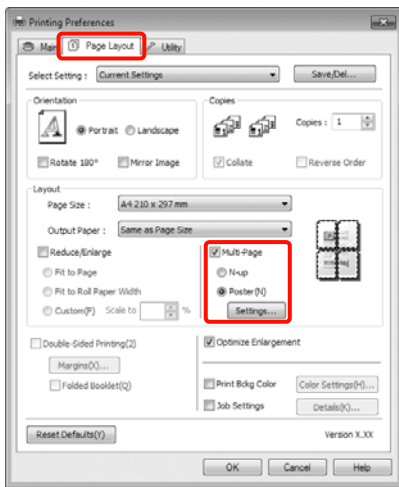 Printing Preferences
Main Page Layout Utility
Select Setting : Current Settings Save/Del...
Orientation Copies
Portrait Landscape Copies : 1
Rotate 180° Mirror Image Collate Reverse Order
Layout
Page Size : A4 210 x 297 mm
Output Paper : Same as Page Size
Reduce/Enlarge Multi-Page
Fit to Page N-up
Fit to Roll Paper Width Poster(N)
Custom(P) Scale to % Settings...
Double-Sided Printing(2) Optimize Enlargement
Margins(X)...
Folded Booklet(Q) Print Bckg Color Color Settings(H)...
Job Settings Details(K)...
Reset Defaults(Y) Version X.XX
OK Cancel Help